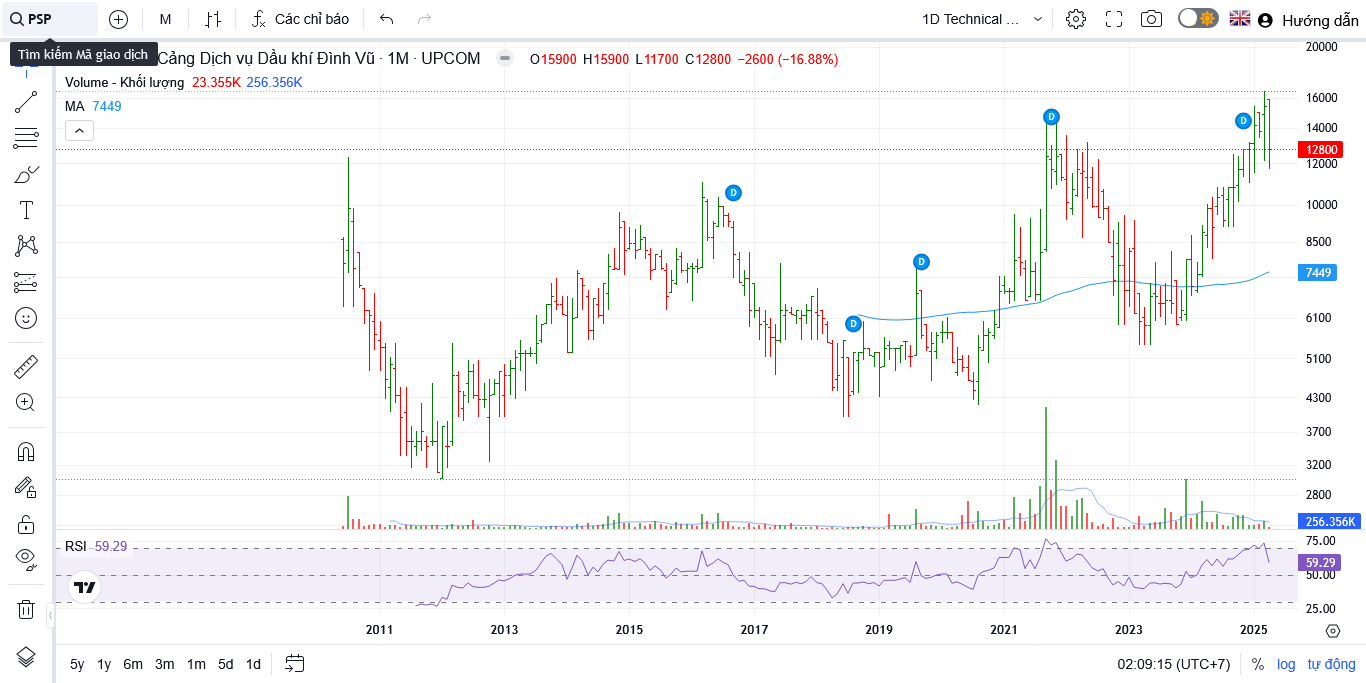 PSP
M
Các chỉ báo
1D Technical ...
Hướng dẫn
Tìm kiếm Mã giao dịch
Cảng Dịch vụ Dầu khí Đình Vũ · 1M · UPCOM
O15900 H15900 L11700 C12800 −2600 (−16.88%)
Volume - Khối lượng 23.355K 256.356K
MA 7449
D
D
D
D
D
20000
16000
14000
12800
12000
10000
8500
7449
6100
5100
4300
3700
3200
2800
256.356K
RSI 59.29
75.00
59.29
50.00
25.00
2011 2013 2015 2017 2019 2021 2023 2025
5y 1y 6m 3m 1m 5d 1d
02:09:15 (UTC+7)
% log tự động